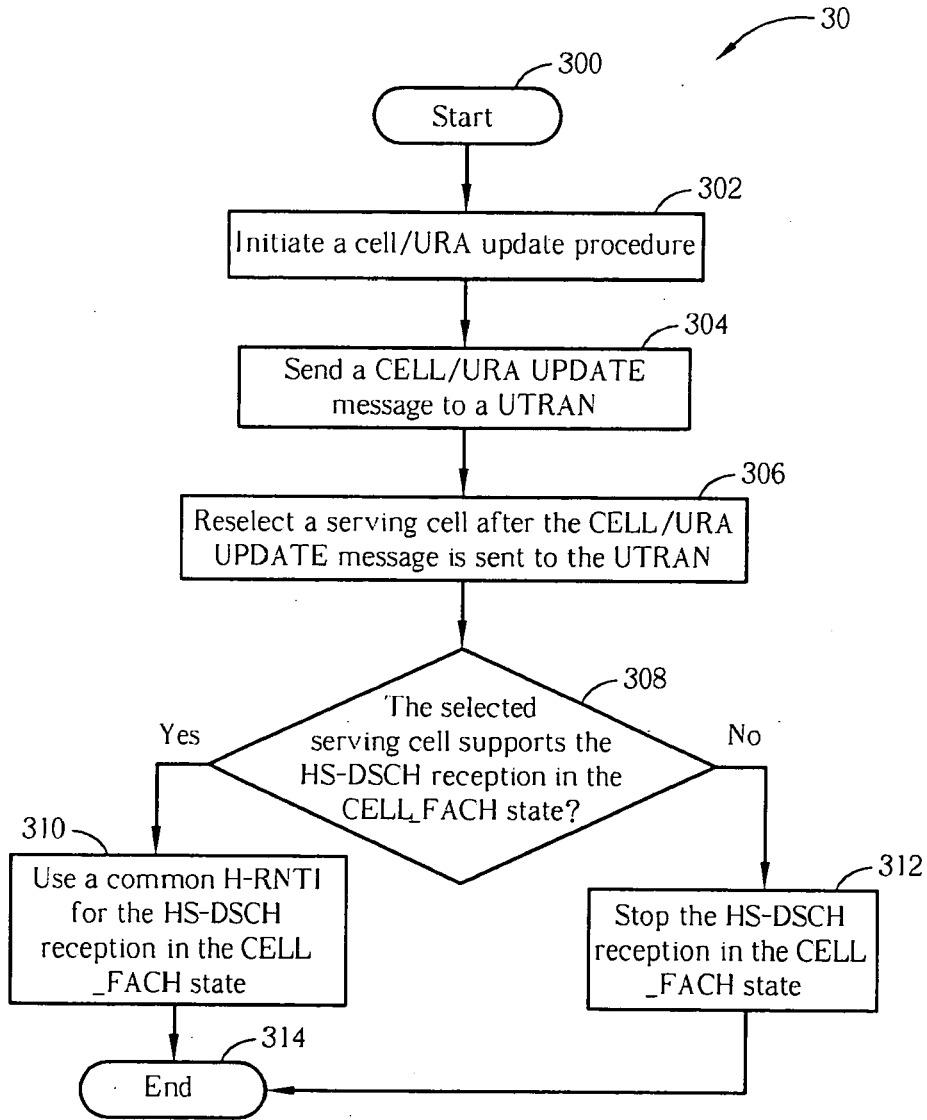 30
300
Start
302
Initiate a cell/URA update procedure
304
Send a CELL/URA UPDATE
message to a UTRAN
306
Reselect a serving cell after the CELL/URA
UPDATE message is sent to the UTRAN
308
The selected
serving cell supports the
HS-DSCH reception in the
CELL_FACH state?
Yes
No
310
Use a common H-RNTI
for the HS-DSCH
reception in the CELL
_FACH state
312
Stop the HS-DSCH
reception in the CELL
_FACH state
314
End